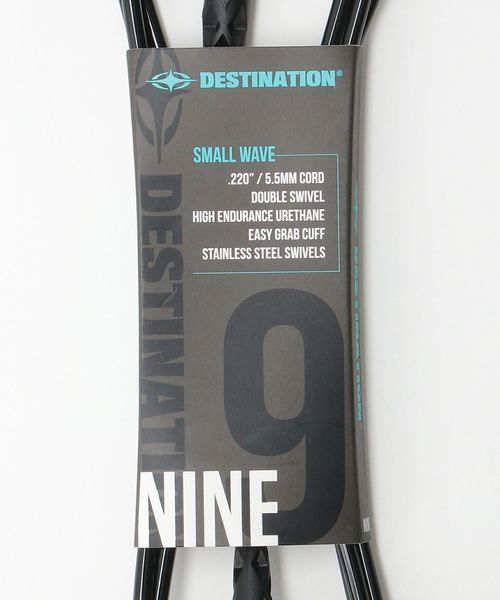 DESTINATION®
SMALL WAVE
.220" / 5.5MM CORD
DOUBLE SWIVEL
HIGH ENDURANCE URETHANE
EASY GRAB CUFF
STAINLESS STEEL SWIVELS
DESTINATI
9
NINE
DESTINATION